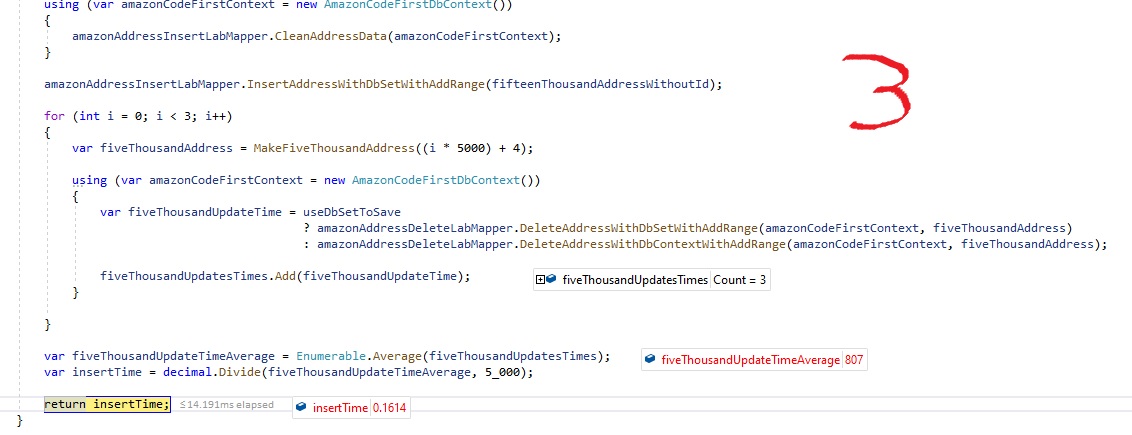 using (var amazonCodeFirstContext = new AmazonCodeFirstDbContext())
{
amazonAddressInsertLabMapper.CleanAddressData(amazonCodeFirstContext);
}
amazonAddressInsertLabMapper.InsertAddressWithDbSetWithAddRange(fifteenThousandAddressWithoutId);
3
for (int i = 0; i < 3; i++)
{
var fiveThousandAddress = MakeFiveThousandAddress((i * 5000) + 4);
using (var amazonCodeFirstContext = new AmazonCodeFirstDbContext())
{
var fiveThousandUpdateTime = useDbSetToSave
? amazonAddressDeleteLabMapper.DeleteAddressWithDbSetWithAddRange(amazonCodeFirstContext, fiveThousandAddress)
: amazonAddressDeleteLabMapper.DeleteAddressWithDbContextWithAddRange(amazonCodeFirstContext, fiveThousandAddress);
fiveThousandUpdatesTimes.Add(fiveThousandUpdateTime); fiveThousandUpdatesTimes Count = 3
}
}
var fiveThousandUpdateTimeAverage = Enumerable.Average(fiveThousandUpdatesTimes); fiveThousandUpdateTimeAverage 807
var insertTime = decimal.Divide(fiveThousandUpdateTimeAverage, 5_000);
return insertTime; ≤14.191ms elapsed insertTime 0.1614
}